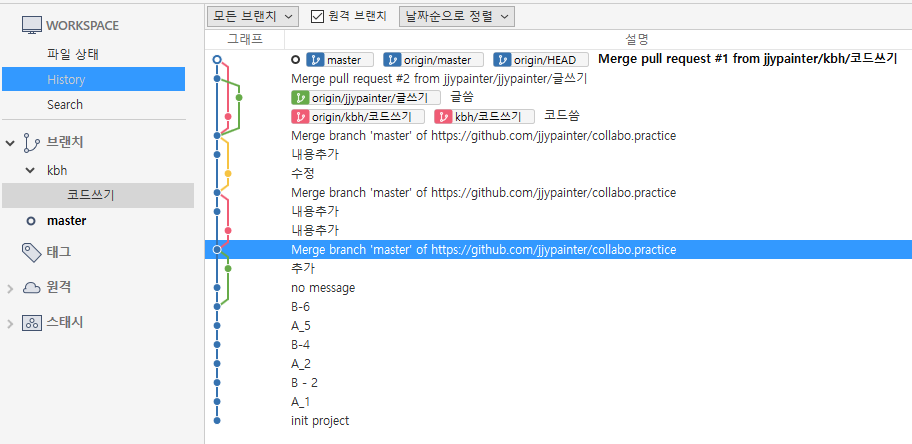 WORKSPACE
파일 상태
History
Search
브랜치
kbh
코드쓰기
master
태그
원격
스태시
모든 브랜치 원격 브랜치 날짜순으로 정렬
그래프 설명
master origin/master origin/HEAD Merge pull request #1 from jjypainter/kbh/코드쓰기
Merge pull request #2 from jjypainter/jjypainter/글쓰기
origin/jjypainter/글쓰기 글씀
origin/kbh/코드쓰기 kbh/코드쓰기 코드씀
Merge branch 'master' of https://github.com/jjypainter/collabo.practice
내용추가
수정
Merge branch 'master' of https://github.com/jjypainter/collabo.practice
내용추가
내용추가
Merge branch 'master' of https://github.com/jjypainter/collabo.practice
추가
no message
B-6
A_5
B-4
A_2
B - 2
A_1
init project